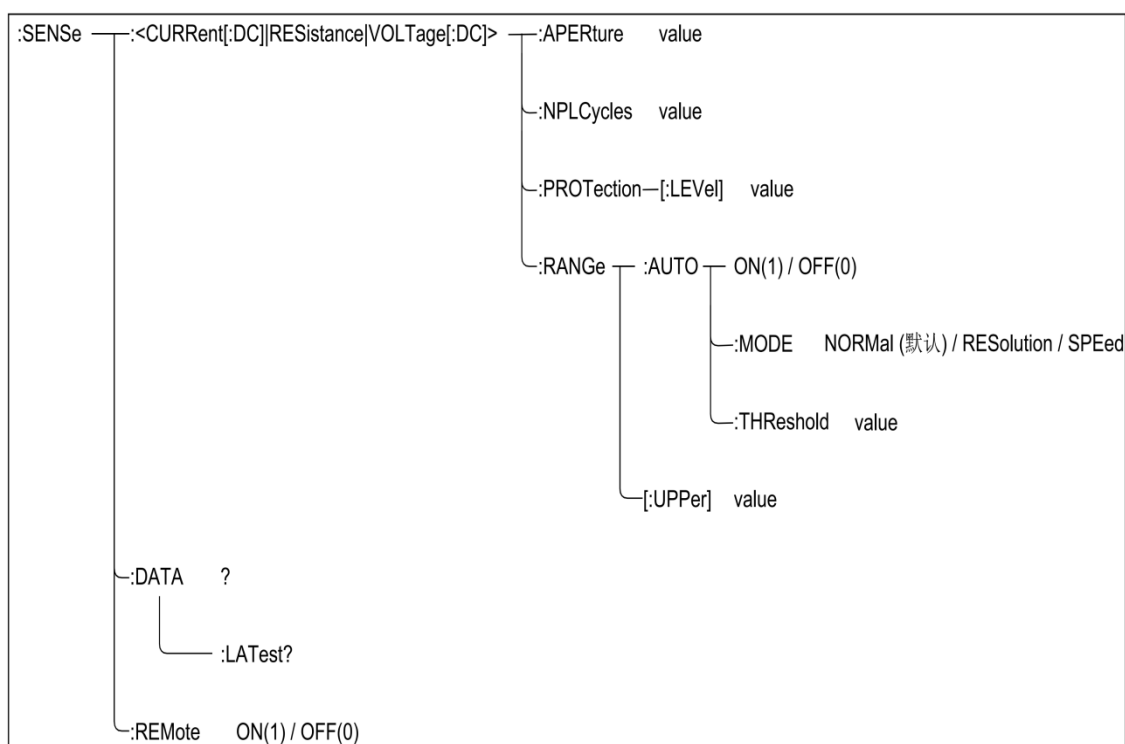 :SENSe :<CURRent[:DC]|RESistance|VOLTage[:DC]> :APERture value
:NPLCycles value
:PROTection [:LEVel] value
:RANGe :AUTO ON(1) / OFF(0)
:MODE NORMal (默认) / RESolution / SPEed
:THReshold value
[:UPPer] value
:DATA ?
:LATest?
:REMote ON(1) / OFF(0)